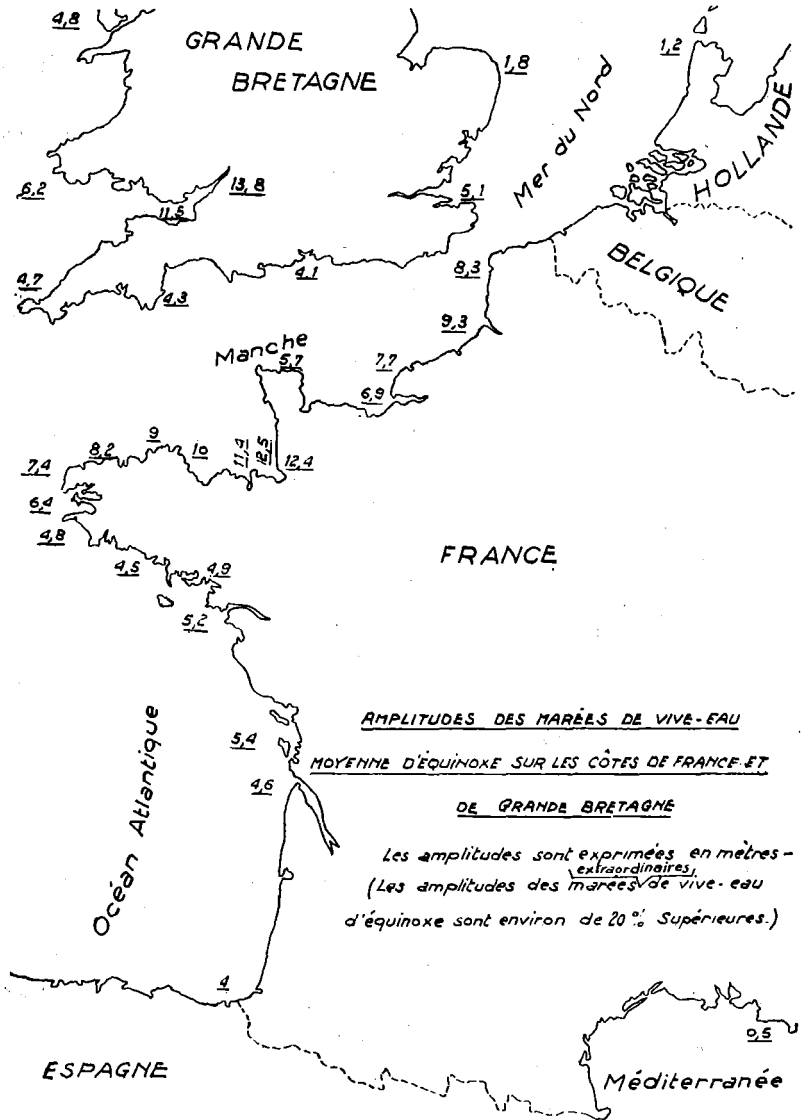 4,8
GRANDE
BRETAGNE
1,8
1,2
Mer du Nord
HOLLANDE
6,2
13,8
11,5
5,1
4,7
4,3
4,1
8,3
BELGIQUE
9,3
Manche
5,7
7,7
6,9
7,4
8,2
9
10
11,4
12,5
12,4
6,4
4,8
4,5
4,9
5,2
FRANCE
Océan Atlantique
5,4
4,6
4
AMPLITUDES DES MARÉES DE VIVE-EAU
MOYENNE D'ÉQUINOXE SUR LES CÔTES DE FRANCE ET
DE GRANDE BRETAGNE
Les amplitudes sont exprimées en mètres -
extraordinaires
(Les amplitudes des marées de vive-eau
d'équinoxe sont environ de 20 % Supérieures.)
0,5
ESPAGNE
Méditerranée